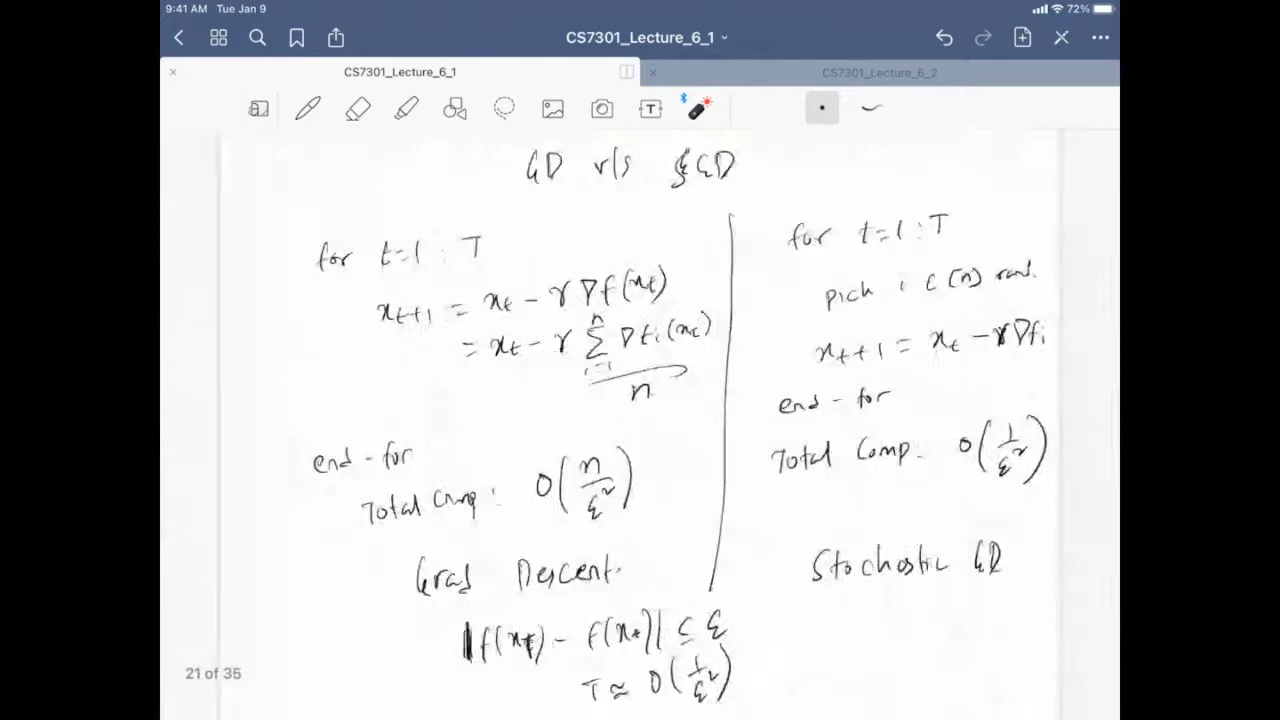 9:41 AM Tue Jan 9
72%
CS7301_Lecture_6_1
CS7301_Lecture_6_1
CS7301_Lecture_6_2
GD v/s SGD
for t=1 : T
x_{t+1} = x_t - γ ∇f(x_t)
= x_t - γ \frac{∑_{i=1}^{n} ∇f_i(x_t)}{n}
end-for
Total Comp: O(n/ε²)
Grad Descent.
|f(x_T) - f(x_*)| ≤ ε
T ≈ O(1/ε²)
for t=1 : T
pick i ∈ [n] rand.
x_{t+1} = x_t - γ∇f_i
end-for
Total Comp: O(1/ε²)
Stochastic GD
21 of 35